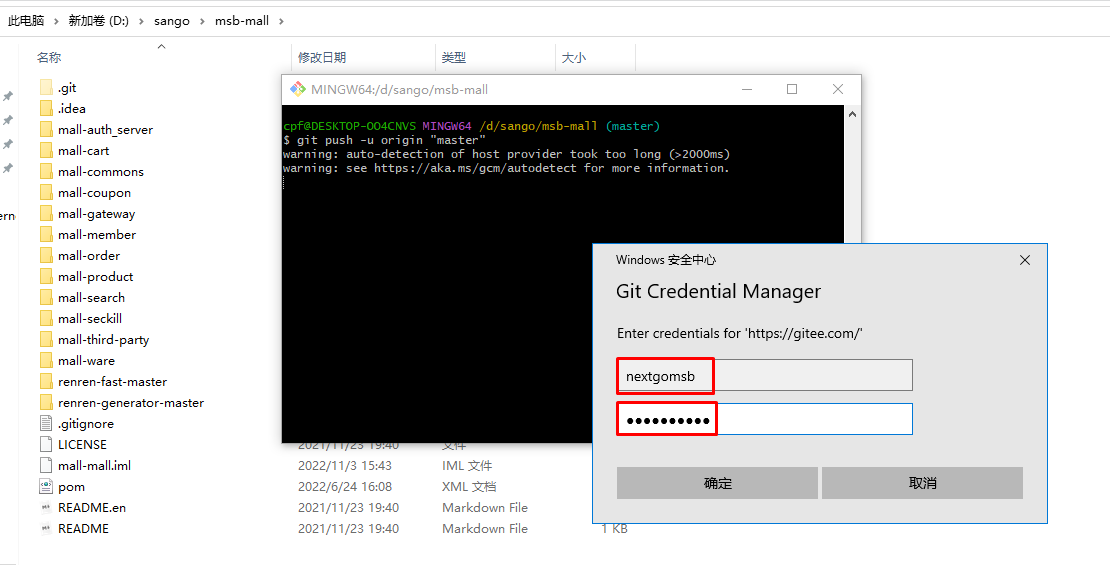 此电脑 › 新加卷 (D:) › sango › msb-mall ›
名称 修改日期 类型 大小
.git
.idea
mall-auth_server
mall-cart
mall-commons
mall-coupon
mall-gateway
mall-member
mall-order
mall-product
mall-search
mall-seckill
mall-third-party
mall-ware
renren-fast-master
renren-generator-master
.gitignore
LICENSE 2021/11/23 19:40 文件
mall-mall.iml 2022/11/3 15:43 IML 文件
pom 2022/6/24 16:08 XML 文档
README.en 2021/11/23 19:40 Markdown File
README 2021/11/23 19:40 Markdown File 1 KB
MINGW64:/d/sango/msb-mall
cpf@DESKTOP-OO4CNVS MINGW64 /d/sango/msb-mall (master)
$ git push -u origin "master"
warning: auto-detection of host provider took too long (>2000ms)
warning: see https://aka.ms/gcm/autodetect for more information.
Windows 安全中心
Git Credential Manager
Enter credentials for 'https://gitee.com/'
nextgomsb
●●●●●●●●●●
确定 取消